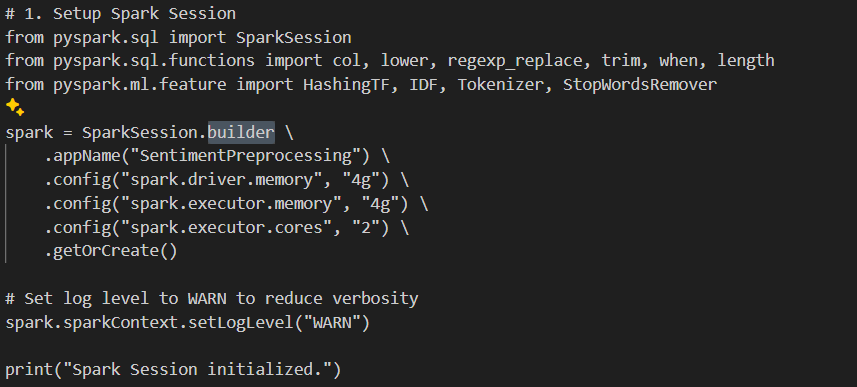 # 1. Setup Spark Session
from pyspark.sql import SparkSession
from pyspark.sql.functions import col, lower, regexp_replace, trim, when, length
from pyspark.ml.feature import HashingTF, IDF, Tokenizer, StopWordsRemover
spark = SparkSession.builder \
    .appName("SentimentPreprocessing") \
    .config("spark.driver.memory", "4g") \
    .config("spark.executor.memory", "4g") \
    .config("spark.executor.cores", "2") \
    .getOrCreate()
# Set log level to WARN to reduce verbosity
spark.sparkContext.setLogLevel("WARN")
print("Spark Session initialized.")